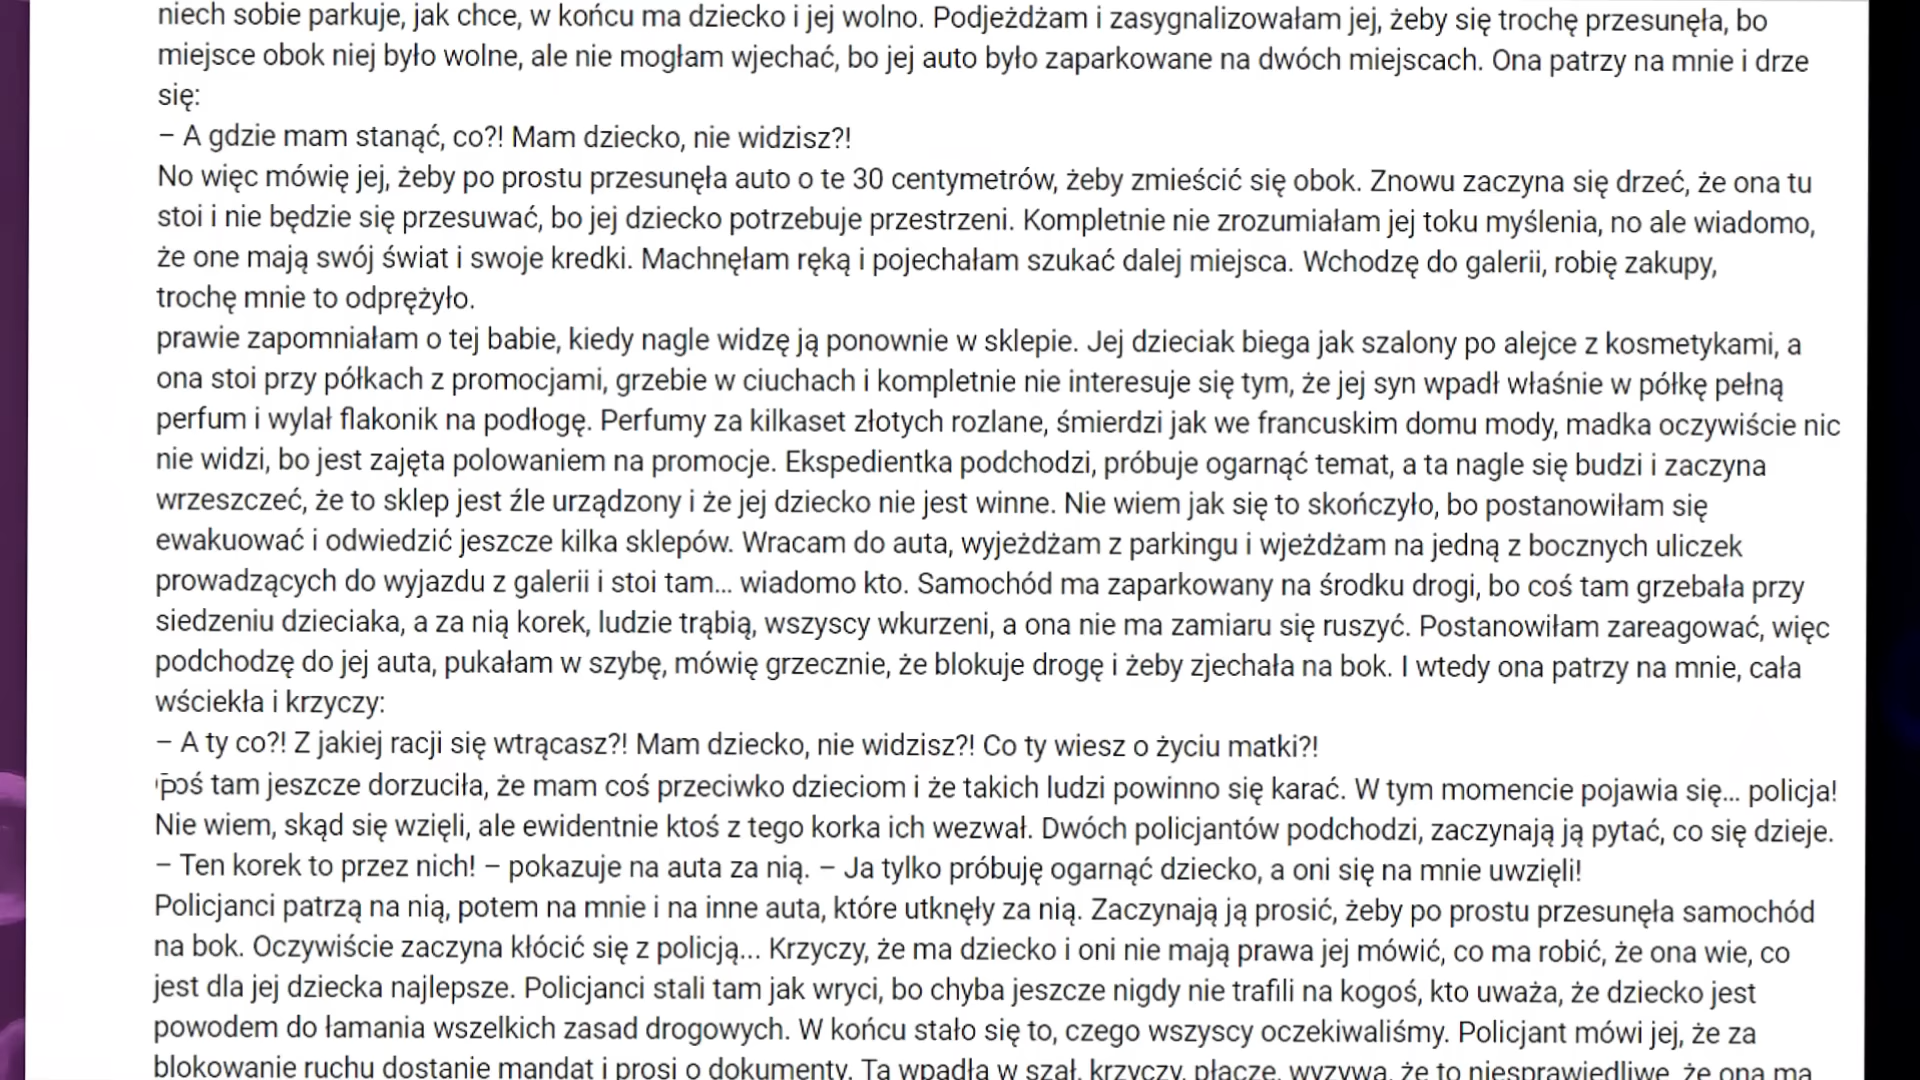 niech sobie parkuje, jak chce, w końcu ma dziecko i jej wolno. Podjeżdżam i zasygnalizowałam jej, żeby się trochę przesunęła, bo
miejsce obok niej było wolne, ale nie mogłam wjechać, bo jej auto było zaparkowane na dwóch miejscach. Ona patrzy na mnie i drze
się:
– A gdzie mam stanąć, co?! Mam dziecko, nie widzisz?!
No więc mówię jej, żeby po prostu przesunęła auto o te 30 centymetrów, żeby zmieścić się obok. Znowu zaczyna się drzeć, że ona tu
stoi i nie będzie się przesuwać, bo jej dziecko potrzebuje przestrzeni. Kompletnie nie zrozumiałam jej toku myślenia, no ale wiadomo,
że one mają swój świat i swoje kredki. Machnęłam ręką i pojechałam szukać dalej miejsca. Wchodzę do galerii, robię zakupy,
trochę mnie to odprężyło.
prawie zapomniałam o tej babie, kiedy nagle widzę ją ponownie w sklepie. Jej dzieciak biega jak szalony po alejce z kosmetykami, a
ona stoi przy półkach z promocjami, grzebie w ciuchach i kompletnie nie interesuje się tym, że jej syn wpadł właśnie w półkę pełną
perfum i wylał flakonik na podłogę. Perfumy za kilkaset złotych rozlane, śmierdzi jak we francuskim domu mody, madka oczywiście nic
nie widzi, bo jest zajęta polowaniem na promocje. Ekspedientka podchodzi, próbuje ogarnąć temat, a ta nagle się budzi i zaczyna
wrzeszczeć, że to sklep jest źle urządzony i że jej dziecko nie jest winne. Nie wiem jak się to skończyło, bo postanowiłam się
ewakuować i odwiedzić jeszcze kilka sklepów. Wracam do auta, wyjeżdżam z parkingu i wjeżdżam na jedną z bocznych uliczek
prowadzących do wyjazdu z galerii i stoi tam... wiadomo kto. Samochód ma zaparkowany na środku drogi, bo coś tam grzebała przy
siedzeniu dzieciaka, a za nią korek, ludzie trąbią, wszyscy wkurzeni, a ona nie ma zamiaru się ruszyć. Postanowiłam zareagować, więc
podchodzę do jej auta, pukałam w szybę, mówię grzecznie, że blokuje drogę i żeby zjechała na bok. I wtedy ona patrzy na mnie, cała
wściekła i krzyczy:
– A ty co?! Z jakiej racji się wtrącasz?! Mam dziecko, nie widzisz?! Co ty wiesz o życiu matki?!
tam jeszcze dorzuciła, że mam coś przeciwko dzieciom i że takich ludzi powinno się karać. W tym momencie pojawia się... policja!
Nie wiem, skąd się wzięli, ale ewidentnie ktoś z tego korka ich wezwał. Dwóch policjantów podchodzi, zaczynają ją pytać, co się dzieje.
– Ten korek to przez nich! – pokazuje na auta za nią. – Ja tylko próbuję ogarnąć dziecko, a oni się na mnie uwzięli!
Policjanci patrzą na nią, potem na mnie i na inne auta, które utknęły za nią. Zaczynają ją prosić, żeby po prostu przesunęła samochód
na bok. Oczywiście zaczyna kłócić się z policją... Krzyczy, że ma dziecko i oni nie mają prawa jej mówić, co ma robić, że ona wie, co
jest dla jej dziecka najlepsze. Policjanci stali tam jak wryci, bo chyba jeszcze nigdy nie trafili na kogoś, kto uważa, że dziecko jest
powodem do łamania wszelkich zasad drogowych. W końcu stało się to, czego wszyscy oczekiwaliśmy. Policjant mówi jej, że za
blokowanie ruchu dostanie mandat i prosi o dokumenty. Ta wpadła w szał, krzyczy, płacze, wyzywa, że to niesprawiedliwe, że ona ma